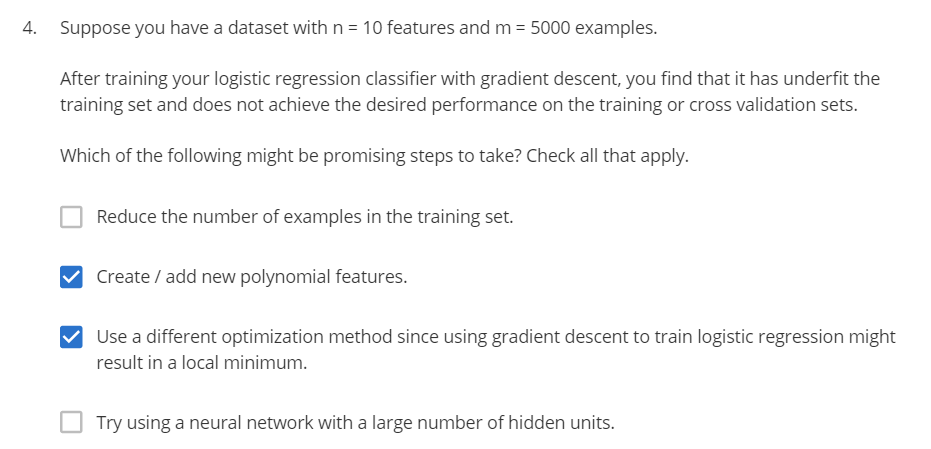 4. Suppose you have a dataset with n = 10 features and m = 5000 examples.
After training your logistic regression classifier with gradient descent, you find that it has underfit the
training set and does not achieve the desired performance on the training or cross validation sets.
Which of the following might be promising steps to take? Check all that apply.
Reduce the number of examples in the training set.
Create / add new polynomial features.
Use a different optimization method since using gradient descent to train logistic regression might
result in a local minimum.
Try using a neural network with a large number of hidden units.